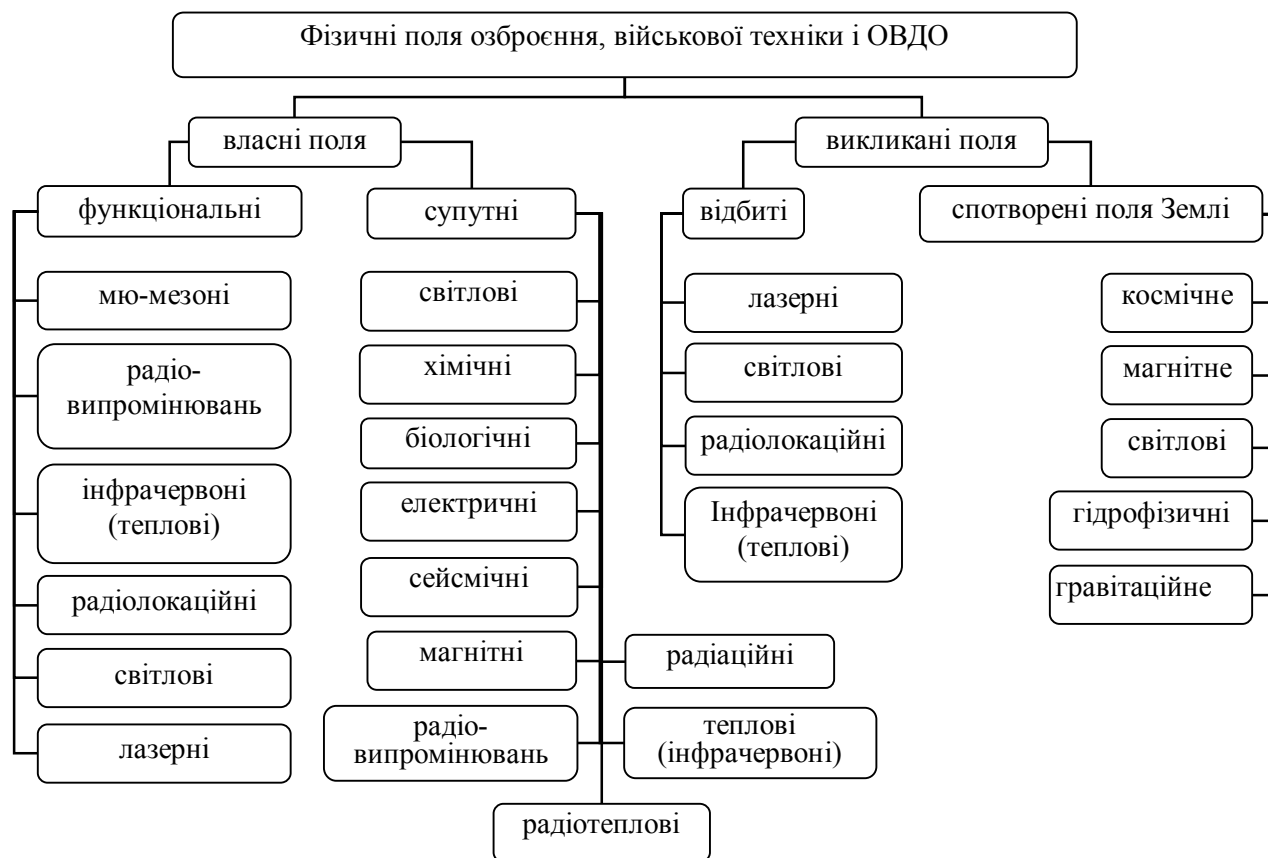 Фізичні поля озброєння, військової техніки і ОВДО
власні поля
викликані поля
функціональні
супутні
відбиті
спотворені поля Землі
мю-мезоні
радіо-
випромінювань
інфрачервоні
(теплові)
радіолокаційні
світлові
лазерні
світлові
хімічні
біологічні
електричні
сейсмічні
магнітні
радіо-
випромінювань
радіаційні
теплові
(інфрачервоні)
радіотеплові
лазерні
світлові
радіолокаційні
Інфрачервоні
(теплові)
космічне
магнітне
світлові
гідрофізичні
гравітаційне